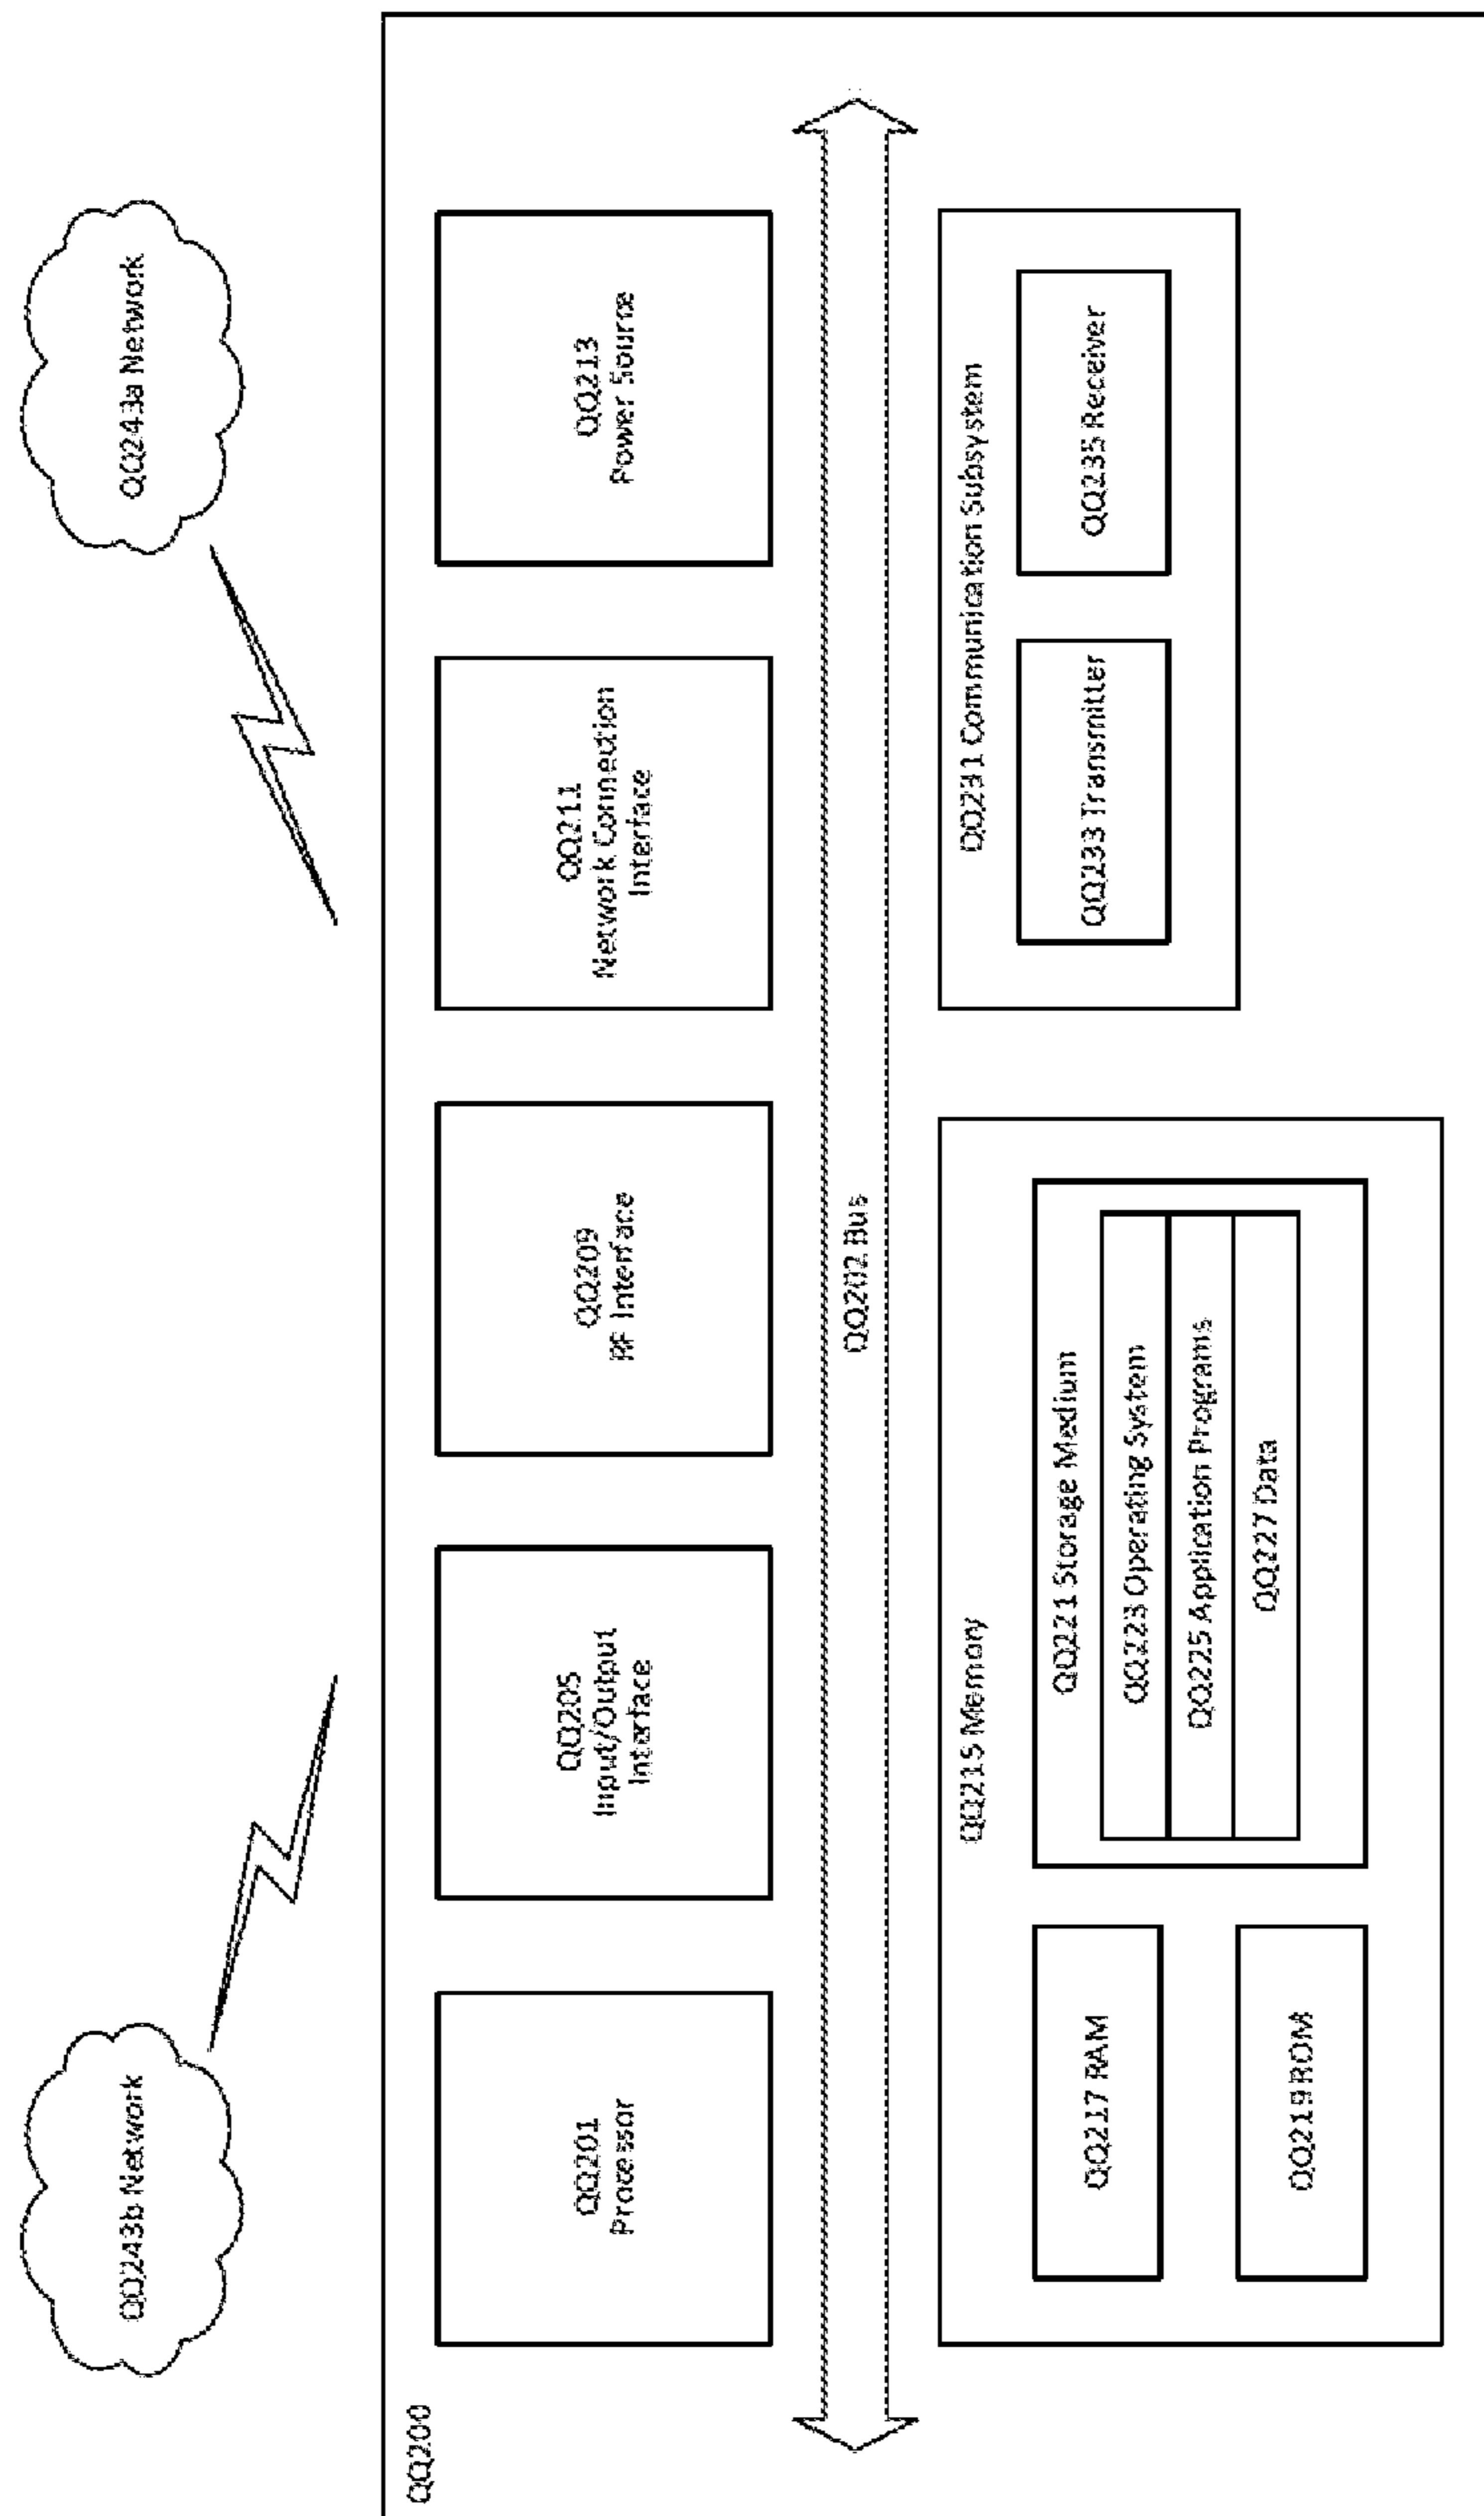 QQ243b Network
QQ243a Network
QQ200
QQ201
Processor
QQ205
Input/Output
Interface
QQ209
RF Interface
QQ211
Network Connection
Interface
QQ213
Power Source
QQ202 Bus
QQ215 Memory
QQ217 RAM
QQ219 ROM
QQ221 Storage Medium
QQ223 Operating System
QQ225 Application Programs
QQ227 Data
QQ231 Communication Subsystem
QQ233 Transmitter
QQ235 Receiver